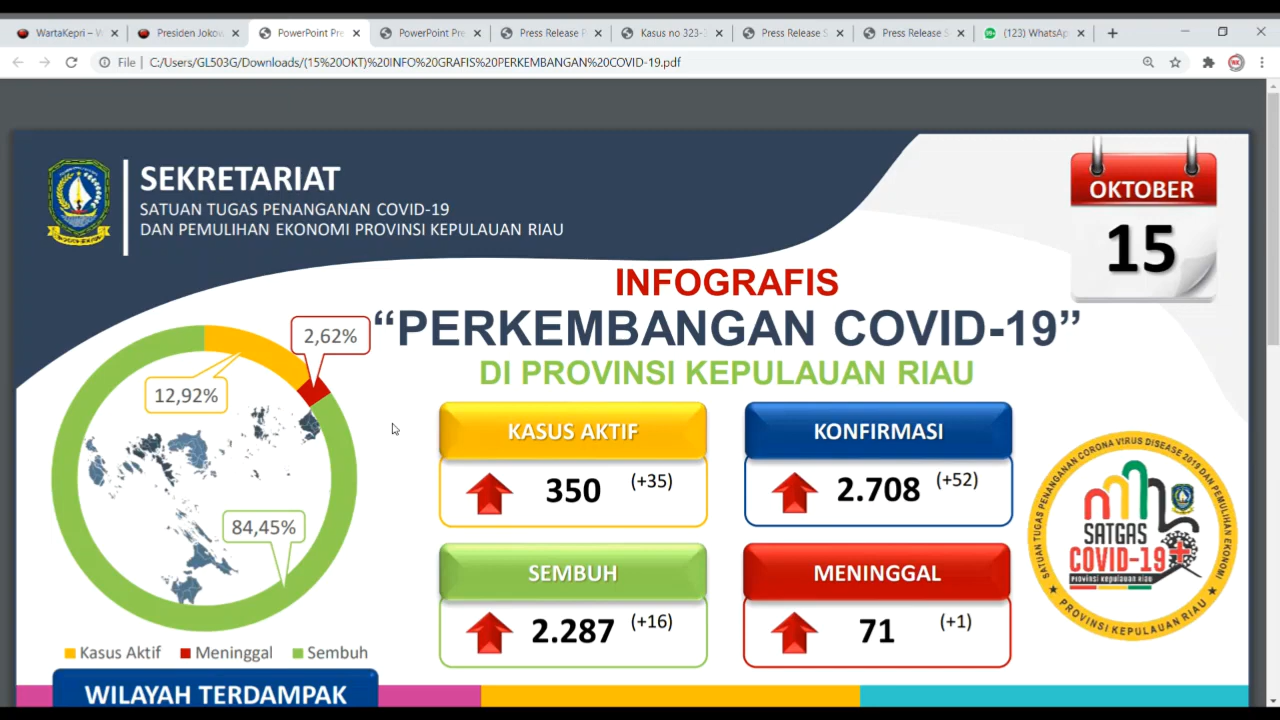 WartaKepri – W
Presiden Jokow
PowerPoint Pre
PowerPoint Pre
Press Release P
Kasus no 323-3
Press Release S
Press Release S
(123) WhatsAp
File | C:/Users/GL503G/Downloads/(15%20OKT)%20INFO%20GRAFIS%20PERKEMBANGAN%20COVID-19.pdf
SEKRETARIAT
SATUAN TUGAS PENANGANAN COVID-19
DAN PEMULIHAN EKONOMI PROVINSI KEPULAUAN RIAU
OKTOBER
15
INFOGRAFIS
“PERKEMBANGAN COVID-19”
DI PROVINSI KEPULAUAN RIAU
2,62%
12,92%
84,45%
Kasus Aktif
Meninggal
Sembuh
KASUS AKTIF
350 (+35)
KONFIRMASI
2.708 (+52)
SEMBUH
2.287 (+16)
MENINGGAL
71 (+1)
SATUAN TUGAS PENANGANAN CORONA VIRUS DISEASE 2019 DAN PEMULIHAN EKONOMI
SATGAS
COVID-19
PROVINSI KEPULAUAN RIAU
PROVINSI KEPULAUAN RIAU
WILAYAH TERDAMPAK